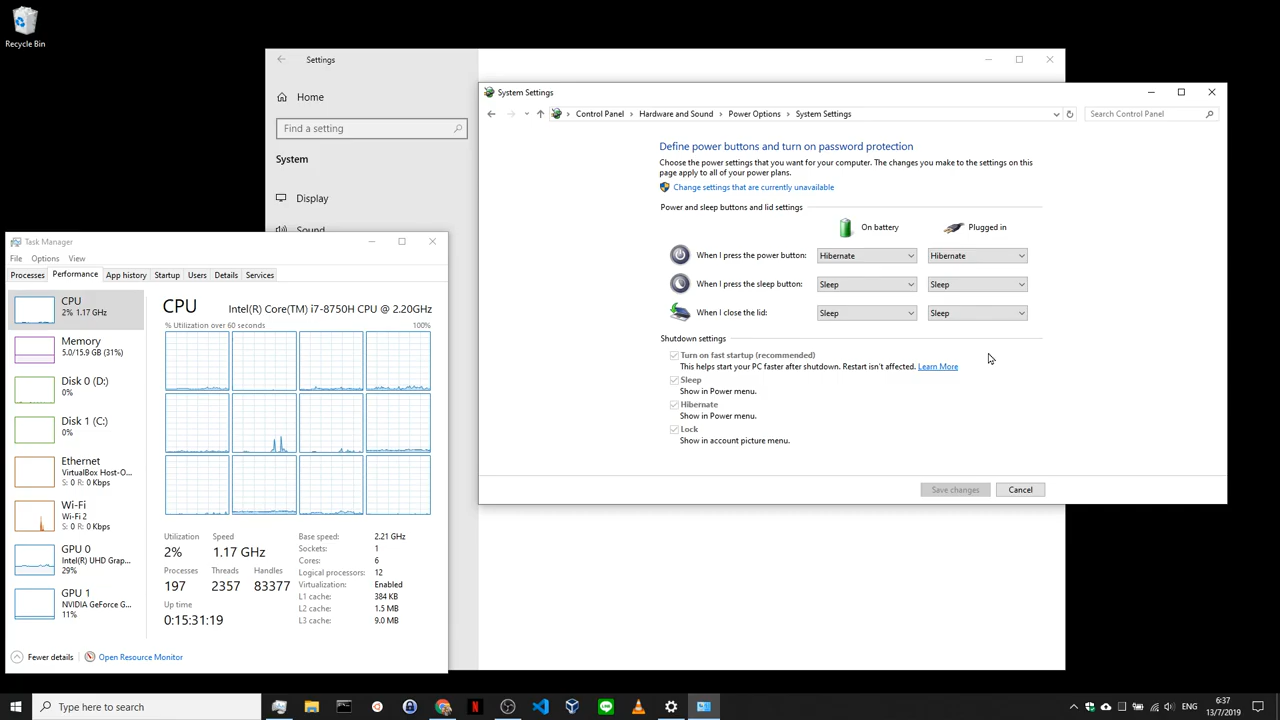 Recycle Bin
Settings
Home
Find a setting
System
Display
Sound
System Settings
Control Panel
Hardware and Sound
Power Options
System Settings
Search Control Panel
Define power buttons and turn on password protection
Choose the power settings that you want for your computer. The changes you make to the settings on this
page apply to all of your power plans.
Change settings that are currently unavailable
Power and sleep buttons and lid settings
On battery
Plugged in
When I press the power button:
Hibernate
Hibernate
When I press the sleep button:
Sleep
Sleep
When I close the lid:
Sleep
Sleep
Shutdown settings
Turn on fast startup (recommended)
This helps start your PC faster after shutdown. Restart isn't affected. Learn More
Sleep
Show in Power menu.
Hibernate
Show in Power menu.
Lock
Show in account picture menu.
Save changes
Cancel
Task Manager
File
Options
View
Processes
Performance
App history
Startup
Users
Details
Services
CPU
2% 1.17 GHz
Memory
5.0/15.9 GB (31%)
Disk 0 (D:)
0%
Disk 1 (C:)
0%
Ethernet
VirtualBox Host-O...
S: 0 R: 0 Kbps
Wi-Fi
Wi-Fi 2
S: 0 R: 0 Kbps
GPU 0
Intel(R) UHD Grap...
29%
GPU 1
NVIDIA GeForce G...
11%
CPU
Intel(R) Core(TM) i7-8750H CPU @ 2.20GHz
% Utilization over 60 seconds
100%
Utilization
Speed
2%
1.17 GHz
Processes
Threads
Handles
197
2357
83377
Up time
0:15:31:19
Base speed: 2.21 GHz
Sockets: 1
Cores: 6
Logical processors: 12
Virtualization: Enabled
L1 cache: 384 KB
L2 cache: 1.5 MB
L3 cache: 9.0 MB
Fewer details
Open Resource Monitor
Type here to search
ENG
6:37
13/7/2019